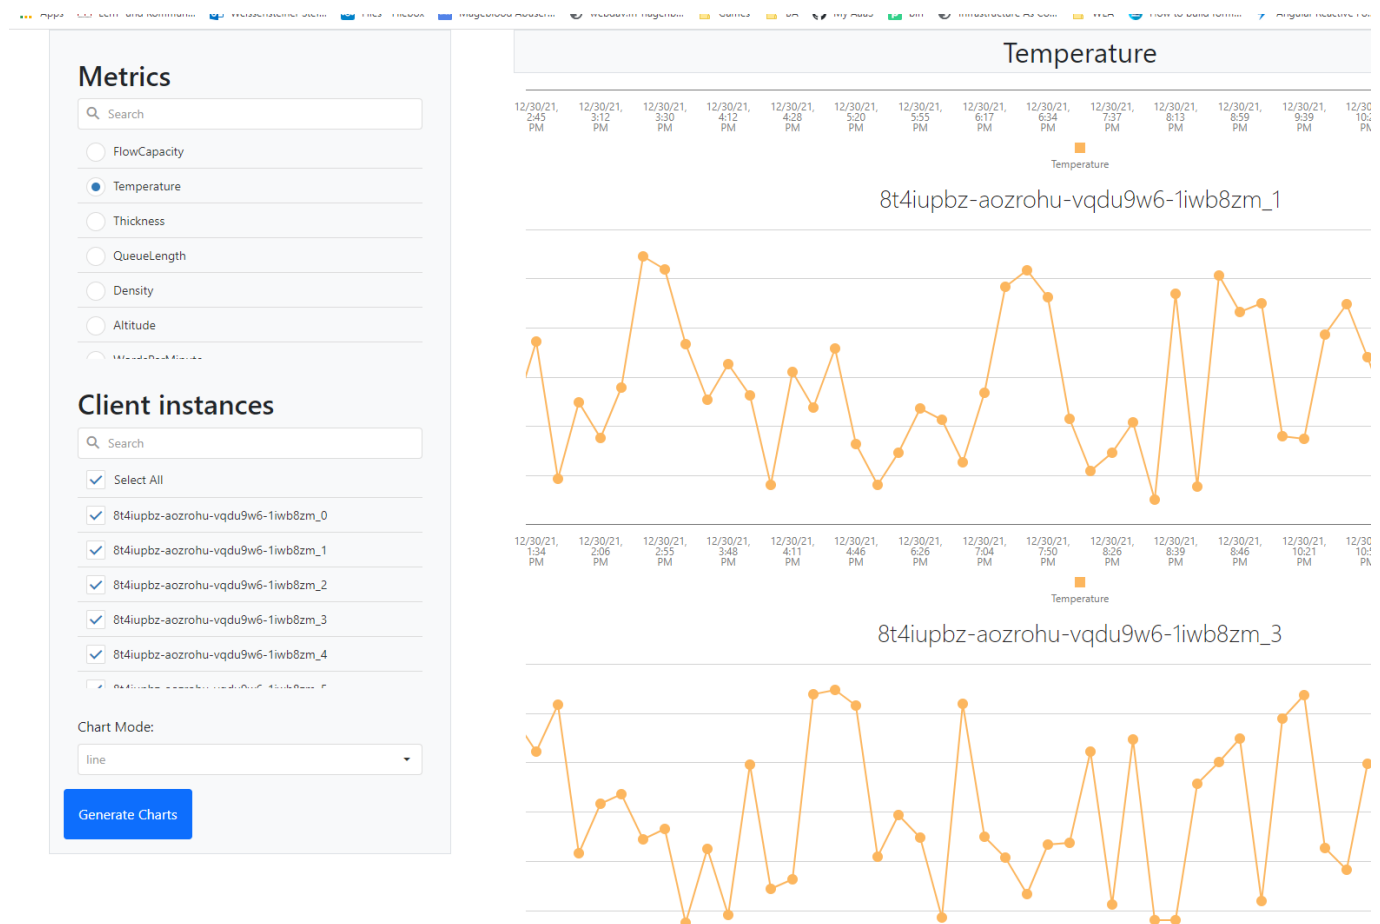 Metrics
Search
FlowCapacity
Temperature
Thickness
QueueLength
Density
Altitude
Client instances
Search
Select All
8t4iupbz-aozrohu-vqdu9w6-1iwb8zm_0
8t4iupbz-aozrohu-vqdu9w6-1iwb8zm_1
8t4iupbz-aozrohu-vqdu9w6-1iwb8zm_2
8t4iupbz-aozrohu-vqdu9w6-1iwb8zm_3
8t4iupbz-aozrohu-vqdu9w6-1iwb8zm_4
Chart Mode:
line
Generate Charts
Temperature
12/30/21, 12/30/21, 12/30/21, 12/30/21, 12/30/21, 12/30/21, 12/30/21, 12/30/21, 12/30/21, 12/30/21, 12/30/21, 12/30/21, 12/30/21, 12/30
2:45 3:12 3:30 4:12 4:28 5:20 5:55 6:17 6:34 7:37 8:13 8:59 9:39
PM PM PM PM PM PM PM PM PM PM PM PM PM
Temperature
8t4iupbz-aozrohu-vqdu9w6-1iwb8zm_1
12/30/21, 12/30/21, 12/30/21, 12/30/21, 12/30/21, 12/30/21, 12/30/21, 12/30/21, 12/30/21, 12/30/21, 12/30/21, 12/30/21, 12/30/21, 12/30
1:34 2:06 2:55 3:48 4:11 4:46 6:26 7:04 7:50 8:26 8:39 8:46 10:21
PM PM PM PM PM PM PM PM PM PM PM PM PM
Temperature
8t4iupbz-aozrohu-vqdu9w6-1iwb8zm_3